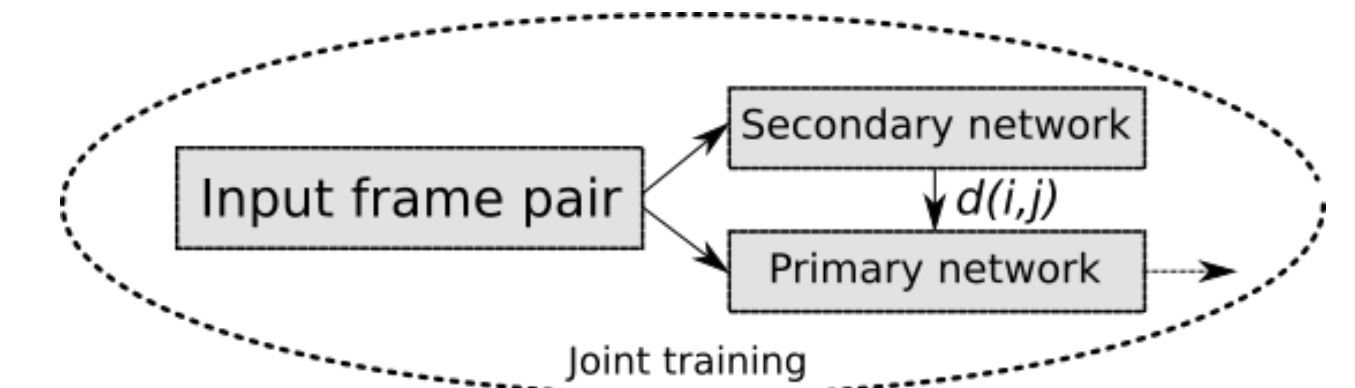 Secondary network
Input frame pair
d(i,j)
Primary network
Joint training